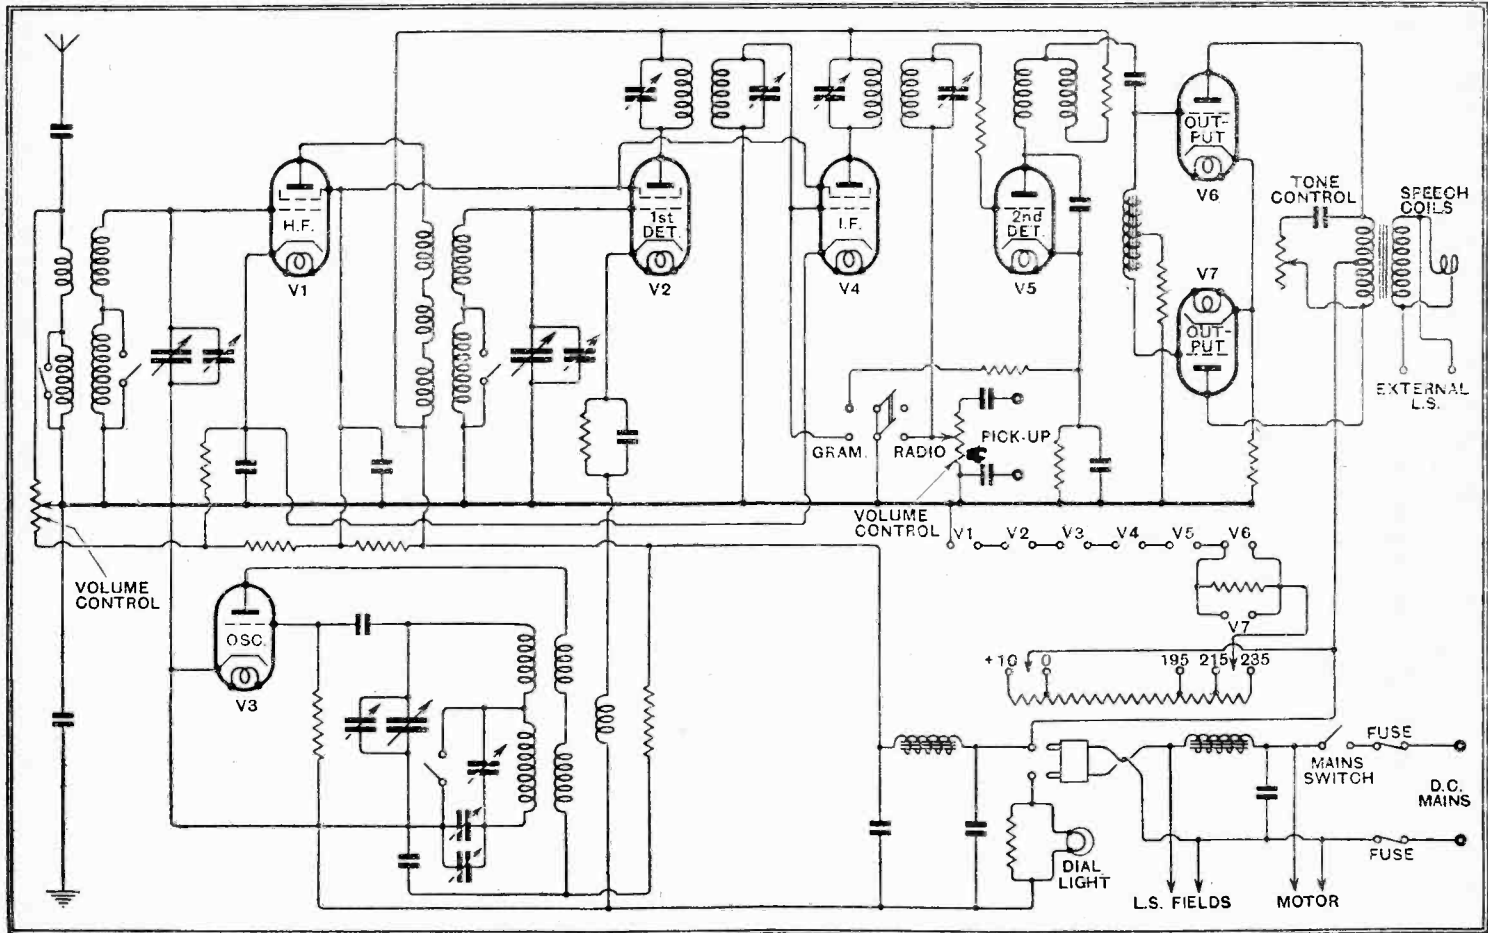 OUT-
PUT
V6
TONE
CONTROL
SPEECH
COILS
H.F.
V1
1st
DET.
V2
I.F.
V4
2nd
DET.
V5
V7
OUT-
PUT
EXTERNAL
L.S.
GRAM.
RADIO
PICK-UP
VOLUME
CONTROL
V1 V2 V3 V4 V5 V6
V7
VOLUME
CONTROL
OSC.
V3
+10 0 195 215 235
FUSE
MAINS
SWITCH
D.C.
MAINS
FUSE
DIAL
LIGHT
L.S. FIELDS
MOTOR